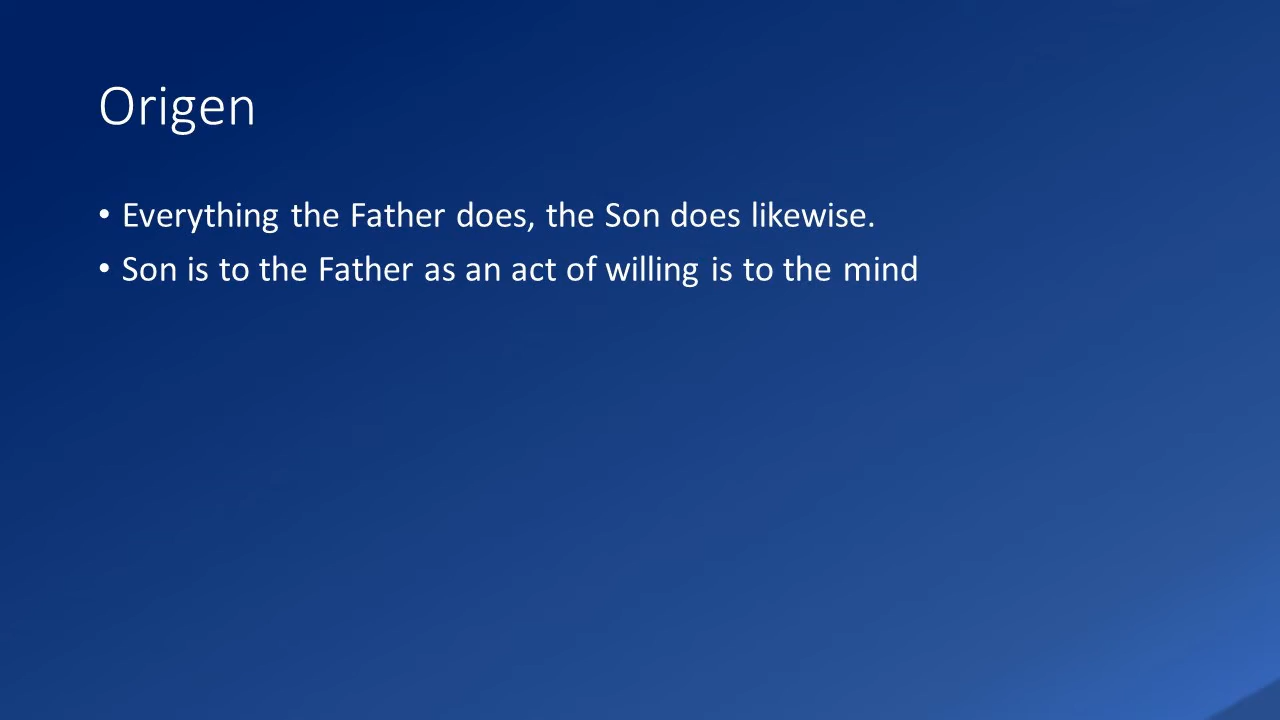 Origen
• Everything the Father does, the Son does likewise.
• Son is to the Father as an act of willing is to the mind